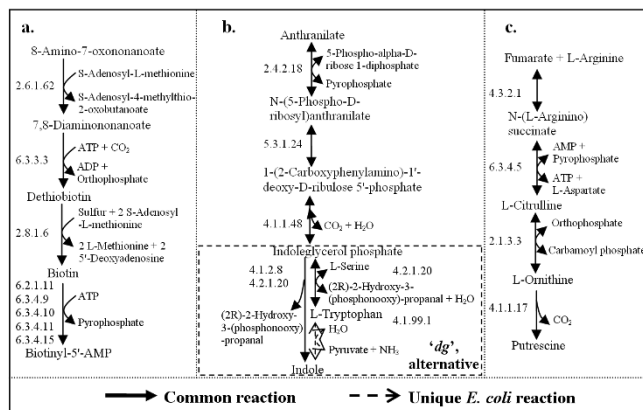 a.
8-Amino-7-oxononanoate
2.6.1.62
S-Adenosyl-L-methionine
S-Adenosyl-4-methylthio-
2-oxobutanoate
7,8-Diaminononanoate
6.3.3.3
ATP + CO2
ADP +
Orthophosphate
Dethiobiotin
2.8.1.6
Sulfur + 2 S-Adenosyl
-L-methionine
2 L-Methionine + 2
5'-Deoxyadenosine
Biotin
6.2.1.11
6.3.4.9
6.3.4.10
6.3.4.11
6.3.4.15
ATP
Pyrophosphate
Biotinyl-5'-AMP
b.
Anthranilate
2.4.2.18
5-Phospho-alpha-D-
ribose 1-diphosphate
Pyrophosphate
N-(5-Phospho-D-
ribosyl)anthranilate
5.3.1.24
1-(2-Carboxyphenylamino)-1'-
deoxy-D-ribulose 5'-phosphate
4.1.1.48
CO2 + H2O
Indoleglycerol phosphate
4.1.2.8
4.2.1.20
L-Serine
4.2.1.20
(2R)-2-Hydroxy-3-
(phosphonooxy)-propanal + H2O
(2R)-2-Hydroxy-
3-(phosphonooxy)
-propanal
L-Tryptophan
4.1.99.1
H2O
Pyruvate + NH3
'dg',
alternative
Indole
c.
Fumarate + L-Arginine
4.3.2.1
N-(L-Arginino)
succinate
6.3.4.5
AMP +
Pyrophosphate
ATP +
L-Aspartate
L-Citrulline
2.1.3.3
Orthophosphate
Carbamoyl phosphate
L-Ornithine
4.1.1.17
CO2
Putrescine
Common reaction
Unique E. coli reaction